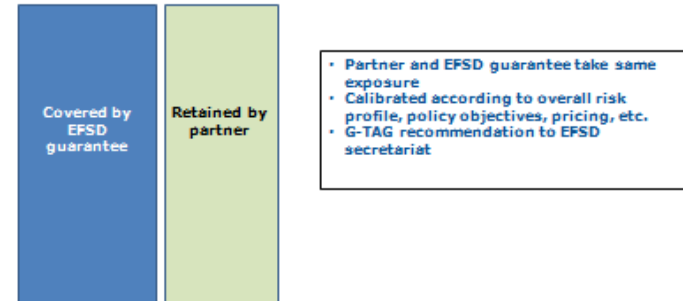 Covered by
EFSD
guarantee
Retained by
partner
• Partner and EFSD guarantee take same
exposure
• Calibrated according to overall risk
profile, policy objectives, pricing, etc.
• G-TAG recommendation to EFSD
secretariat